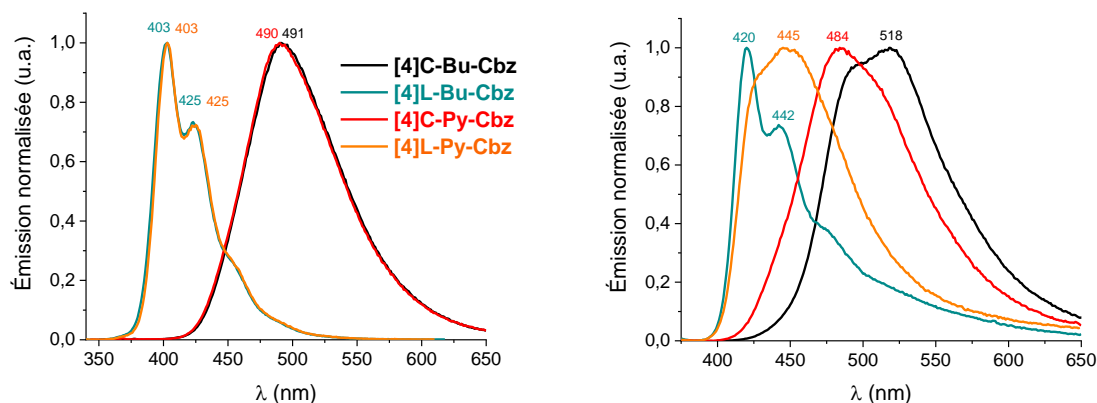 403 403
490 491
1,0
425 425
0,8
0,6
0,4
0,2
0,0
Émission normalisée (u.a.)
[4]C-Bu-Cbz
[4]L-Bu-Cbz
[4]C-Py-Cbz
[4]L-Py-Cbz
350 400 450 500 550 600 650
λ (nm)
420 445 484 518
1,0
442
0,8
0,6
0,4
0,2
0,0
Émission normalisée (u.a.)
400 450 500 550 600 650
λ (nm)